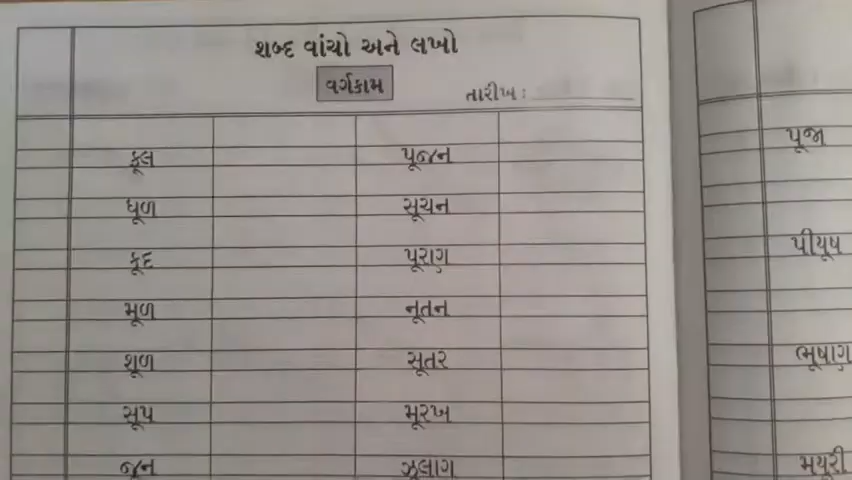 શબ્દ વાંચો અને લખો
વર્ગકામ
તારીખ :
ફૂલ પૂજન
ધૂળ સૂચન
કૂદ પૂરાણ
મૂળ નૂતન
શૂળ સૂતર
સૂપ મૂરખ
જૂન ઝૂલાણ
પૂજા
પીયૂષ
ભૂષાણ
મયૂરી